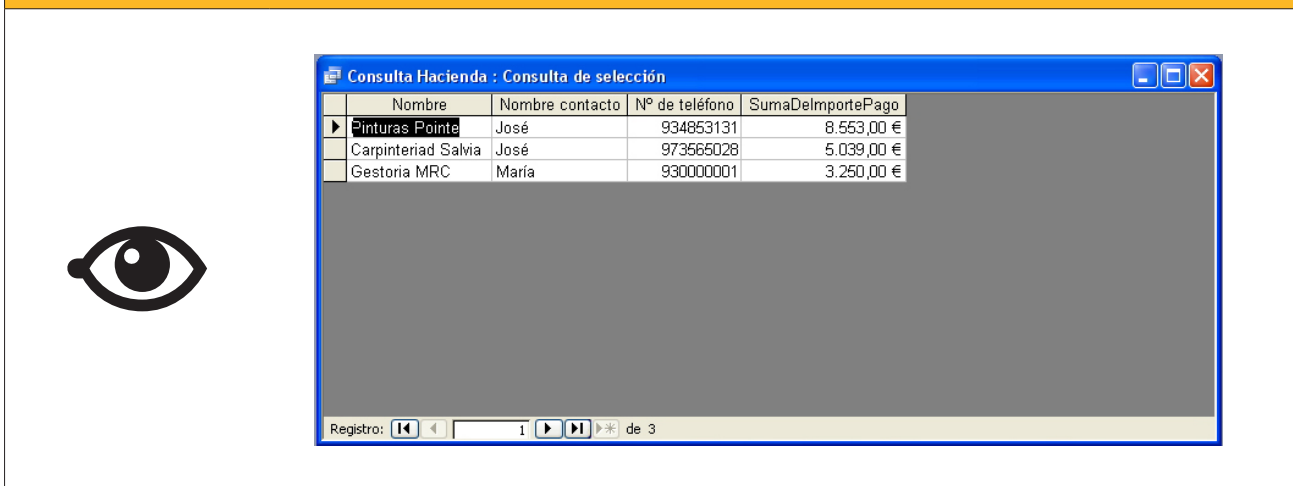 Consulta Hacienda : Consulta de selección
Nombre Nombre contacto Nº de teléfono SumaDeImportePago
Pinturas Pointe José 934853131 8.553,00 €
Carpinteriad Salvia José 973565028 5.039,00 €
Gestoria MRC María 930000001 3.250,00 €
Registro: 1 de 3